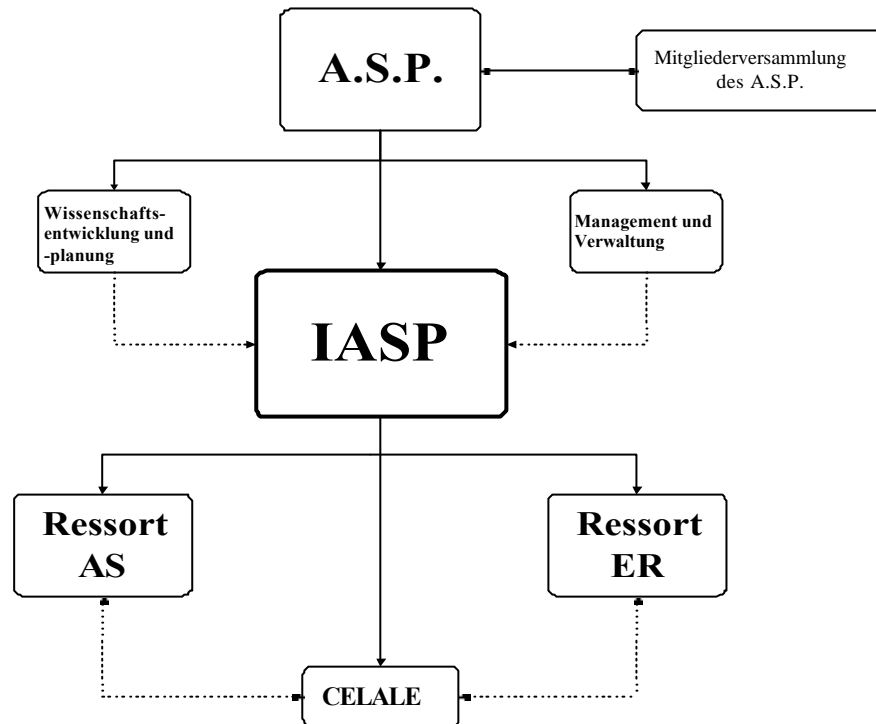 A.S.P.
Mitgliederversammlung
des A.S.P.
Wissenschafts-
entwicklung und
-planung
Management und
Verwaltung
IASP
Ressort
AS
Ressort
ER
CELALE